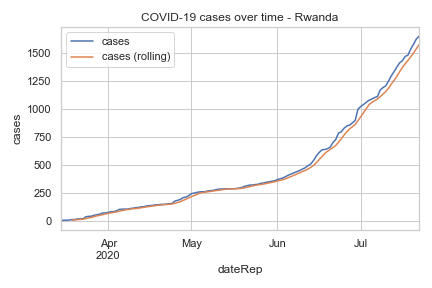 COVID-19 cases over time - Rwanda
cases
cases (rolling)
1500
1250
1000
750
500
250
0
cases
Apr
2020
May
Jun
Jul
dateRep